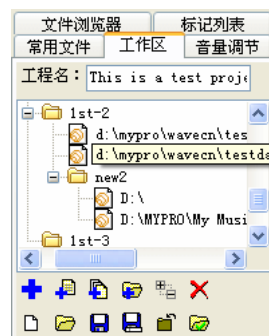 文件浏览器 标记列表
常用文件 工作区 音量调节
工程名： This is a test proje
1st-2
d:\mypro\wavecn\tes
d:\mypro\wavecn\testda
new2
D:\
D:\MYPRO\My Musi
1st-3